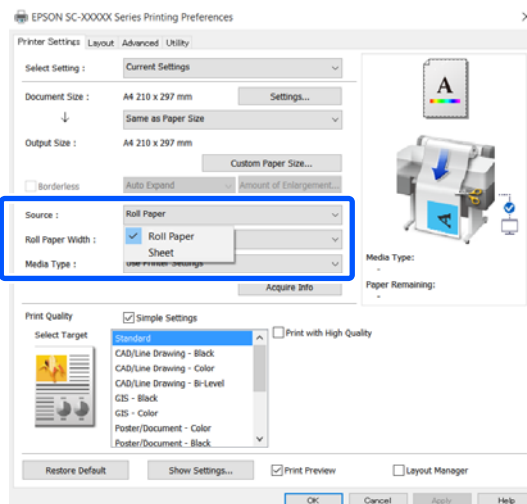 EPSON SC-XXXXX Series Printing Preferences
Printer Settings Layout Advanced Utility
Select Setting : Current Settings
Document Size : A4 210 x 297 mm Settings...
Same as Paper Size
Output Size : A4 210 x 297 mm
Custom Paper Size...
Borderless Auto Expand Amount of Enlargement...
Source : Roll Paper
Roll Paper Width :
Roll Paper
Sheet
Media Type : Use Printer Settings
Acquire Info
A
A
Media Type:
-
Paper Remaining:
-
Print Quality Simple Settings
Select Target
Standard
CAD/Line Drawing - Black
CAD/Line Drawing - Color
CAD/Line Drawing - Bi-Level
GIS - Black
GIS - Color
Poster/Document - Color
Poster/Document - Black
Print with High Quality
Restore Default Show Settings... Print Preview Layout Manager
OK Cancel Apply Help